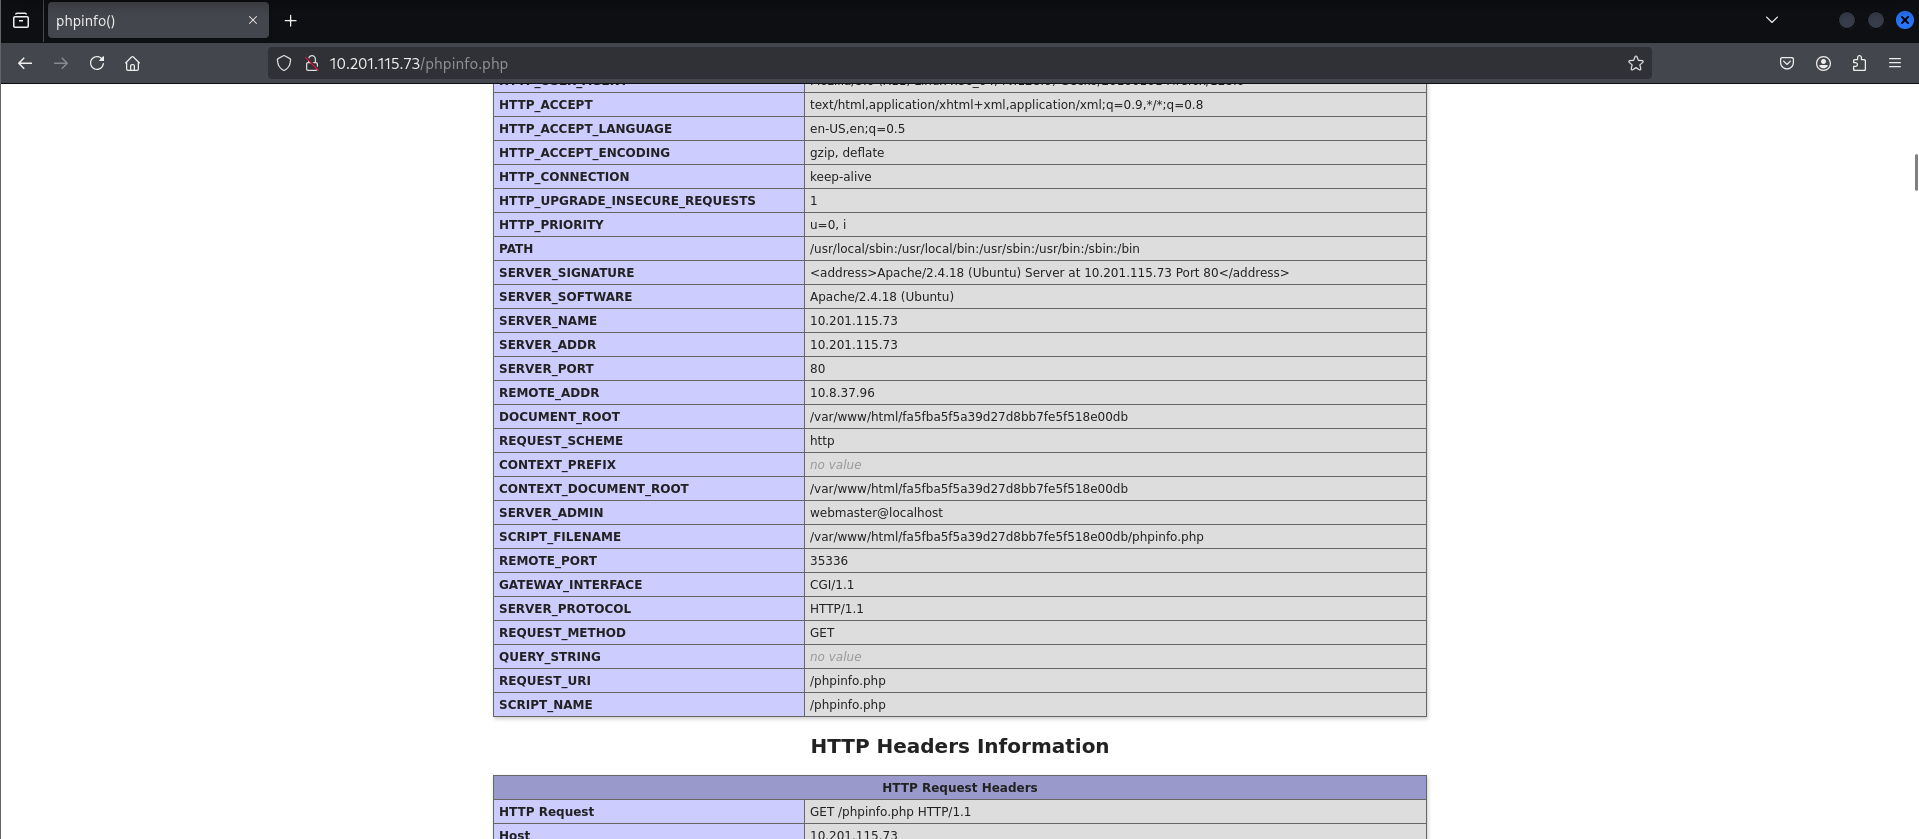 phpinfo()
10.201.115.73/phpinfo.php
HTTP_ACCEPT text/html,application/xhtml+xml,application/xml;q=0.9,*/*;q=0.8
HTTP_ACCEPT_LANGUAGE en-US,en;q=0.5
HTTP_ACCEPT_ENCODING gzip, deflate
HTTP_CONNECTION keep-alive
HTTP_UPGRADE_INSECURE_REQUESTS 1
HTTP_PRIORITY u=0, i
PATH /usr/local/sbin:/usr/local/bin:/usr/sbin:/usr/bin:/sbin:/bin
SERVER_SIGNATURE <address>Apache/2.4.18 (Ubuntu) Server at 10.201.115.73 Port 80</address>
SERVER_SOFTWARE Apache/2.4.18 (Ubuntu)
SERVER_NAME 10.201.115.73
SERVER_ADDR 10.201.115.73
SERVER_PORT 80
REMOTE_ADDR 10.8.37.96
DOCUMENT_ROOT /var/www/html/fa5fba5f5a39d27d8bb7fe5f518e00db
REQUEST_SCHEME http
CONTEXT_PREFIX no value
CONTEXT_DOCUMENT_ROOT /var/www/html/fa5fba5f5a39d27d8bb7fe5f518e00db
SERVER_ADMIN webmaster@localhost
SCRIPT_FILENAME /var/www/html/fa5fba5f5a39d27d8bb7fe5f518e00db/phpinfo.php
REMOTE_PORT 35336
GATEWAY_INTERFACE CGI/1.1
SERVER_PROTOCOL HTTP/1.1
REQUEST_METHOD GET
QUERY_STRING no value
REQUEST_URI /phpinfo.php
SCRIPT_NAME /phpinfo.php
HTTP Headers Information
HTTP Request Headers
HTTP Request GET /phpinfo.php HTTP/1.1
Host 10.201.115.73